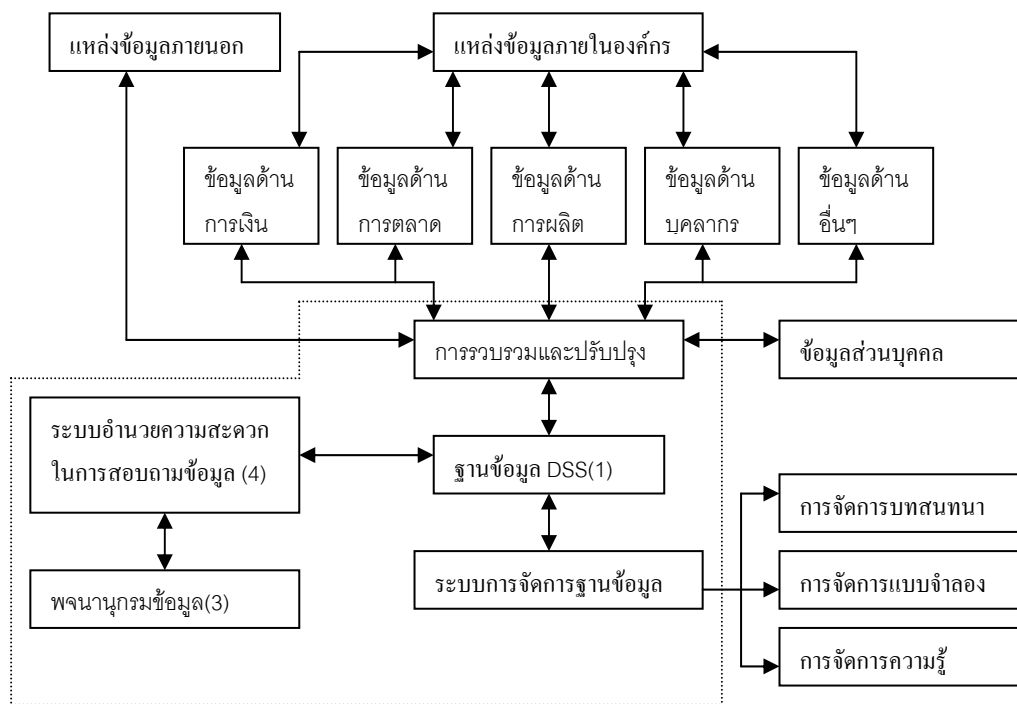 แหล่งข้อมูลภายนอก
แหล่งข้อมูลภายในองค์กร
ข้อมูลด้าน
การเงิน
ข้อมูลด้าน
การตลาด
ข้อมูลด้าน
การผลิต
ข้อมูลด้าน
บุคลากร
ข้อมูลด้าน
อื่นๆ
การรวบรวมและปรับปรุง
ข้อมูลส่วนบุคคล
ระบบอำนวยความสะดวก
ในการสอบถามข้อมูล (4)
ฐานข้อมูล DSS(1)
การจัดการบทสนทนา
ระบบการจัดการฐานข้อมูล
การจัดการแบบจำลอง
พจนานุกรมข้อมูล(3)
การจัดการความรู้